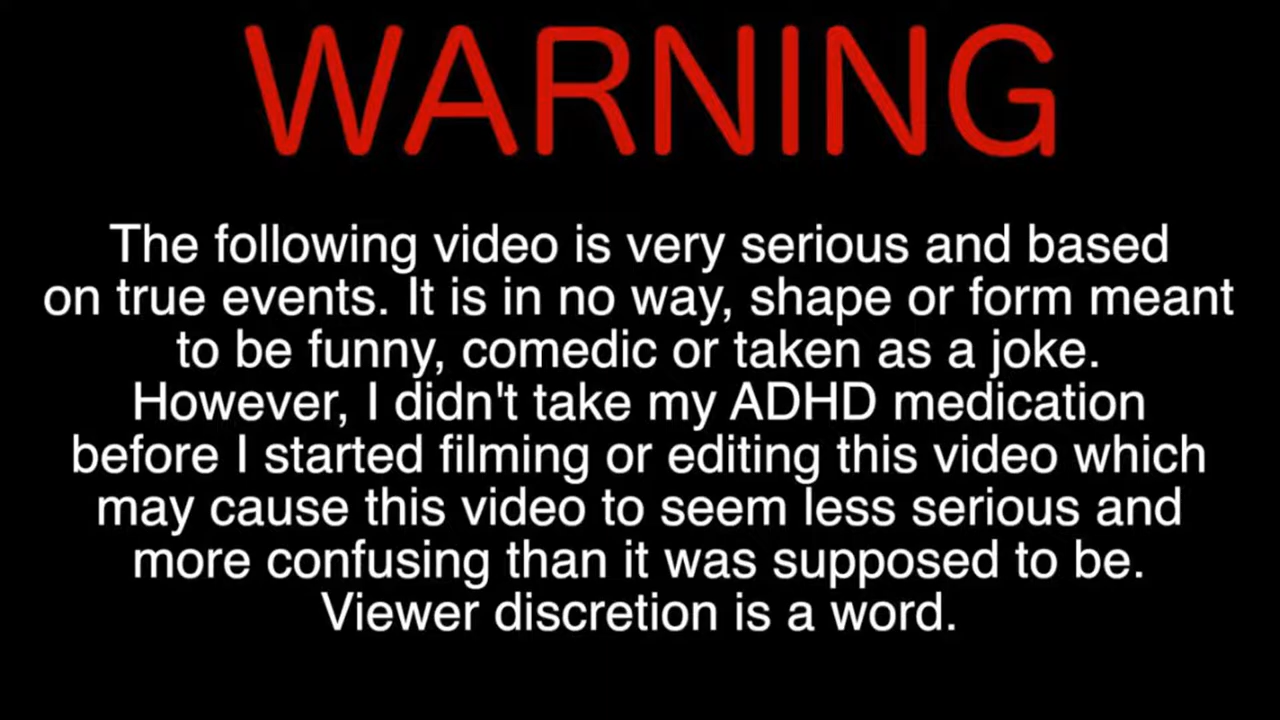 WARNING
The following video is very serious and based
on true events. It is in no way, shape or form meant
to be funny, comedic or taken as a joke.
However, I didn't take my ADHD medication
before I started filming or editing this video which
may cause this video to seem less serious and
more confusing than it was supposed to be.
Viewer discretion is a word.